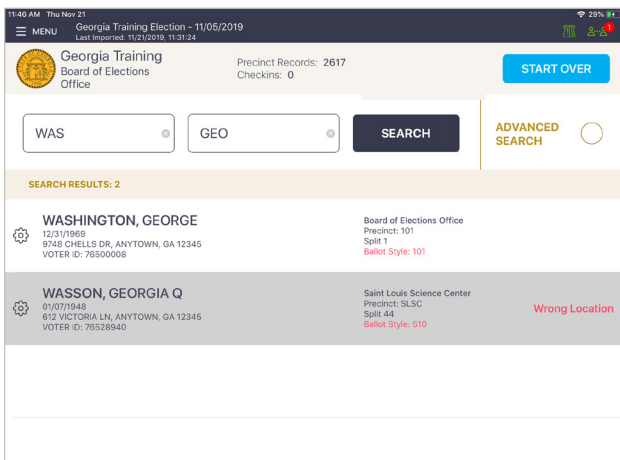 11:46 AM Thu Nov 21
29%
MENU
Georgia Training Election - 11/05/2019
Last Imported: 11/21/2019, 11:31:24
1
Georgia Training
Board of Elections
Office
Precinct Records: 2617
Checkins: 0
START OVER
WAS
GEO
SEARCH
ADVANCED
SEARCH
SEARCH RESULTS: 2
WASHINGTON, GEORGE
12/31/1969
9748 CHELLS DR, ANYTOWN, GA 12345
VOTER ID: 76500008
Board of Elections Office
Precinct: 101
Split 1
Ballot Style: 101
WASSON, GEORGIA Q
01/07/1948
612 VICTORIA LN, ANYTOWN, GA 12345
VOTER ID: 76528940
Saint Louis Science Center
Precinct: SLSC
Split 44
Ballot Style: 510
Wrong Location